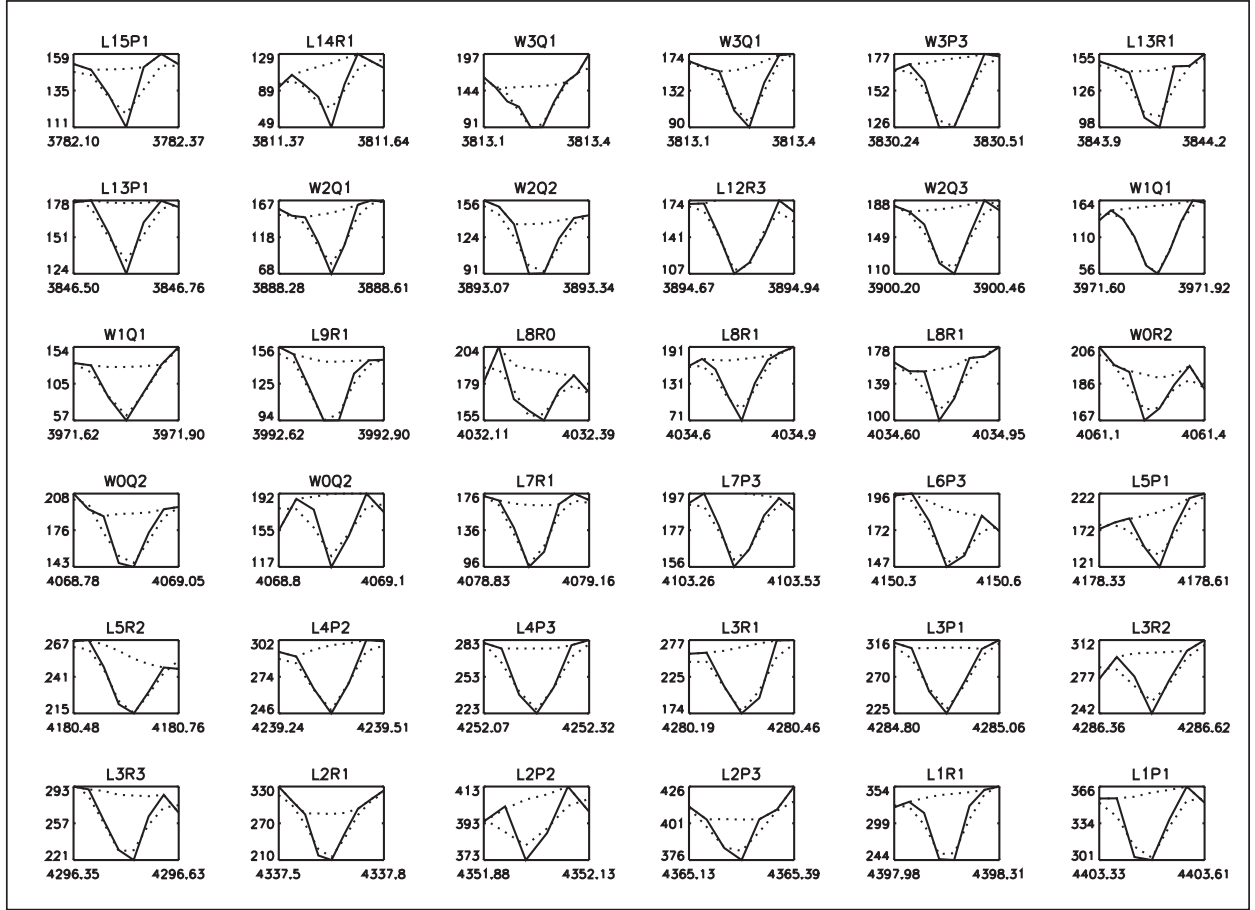 L15P1 L14R1 W3Q1 W3Q1 W3P3 L13R1
159 129 197 174 177 155
135 89 144 132 152 126
111 49 91 90 126 98
3782.10 3782.37 3811.37 3811.64 3813.1 3813.4 3813.1 3813.4 3830.24 3830.51 3843.9 3844.2
L13P1 W2Q1 W2Q2 L12R3 W2Q3 W1Q1
178 167 156 174 188 164
151 118 124 141 149 110
124 68 91 107 110 56
3846.50 3846.76 3888.28 3888.61 3893.07 3893.34 3894.67 3894.94 3900.20 3900.46 3971.60 3971.92
W1Q1 L9R1 L8R0 L8R1 L8R1 W0R2
154 156 204 191 178 206
105 125 179 131 139 186
57 94 155 71 100 167
3971.62 3971.90 3992.62 3992.90 4032.11 4032.39 4034.6 4034.9 4034.60 4034.95 4061.1 4061.4
W0Q2 W0Q2 L7R1 L7P3 L6P3 L5P1
208 192 176 197 196 222
176 155 136 177 172 172
143 117 96 156 147 121
4068.78 4069.05 4068.8 4069.1 4078.83 4079.16 4103.26 4103.53 4150.3 4150.6 4178.33 4178.61
L5R2 L4P2 L4P3 L3R1 L3P1 L3R2
267 302 283 277 316 312
241 274 253 225 270 277
215 246 223 174 225 242
4180.48 4180.76 4239.24 4239.51 4252.07 4252.32 4280.19 4280.46 4284.80 4285.06 4286.36 4286.62
L3R3 L2R1 L2P2 L2P3 L1R1 L1P1
293 330 413 426 354 366
257 270 393 401 299 334
221 210 373 376 244 301
4296.35 4296.63 4337.5 4337.8 4351.88 4352.13 4365.13 4365.39 4397.98 4398.31 4403.33 4403.61